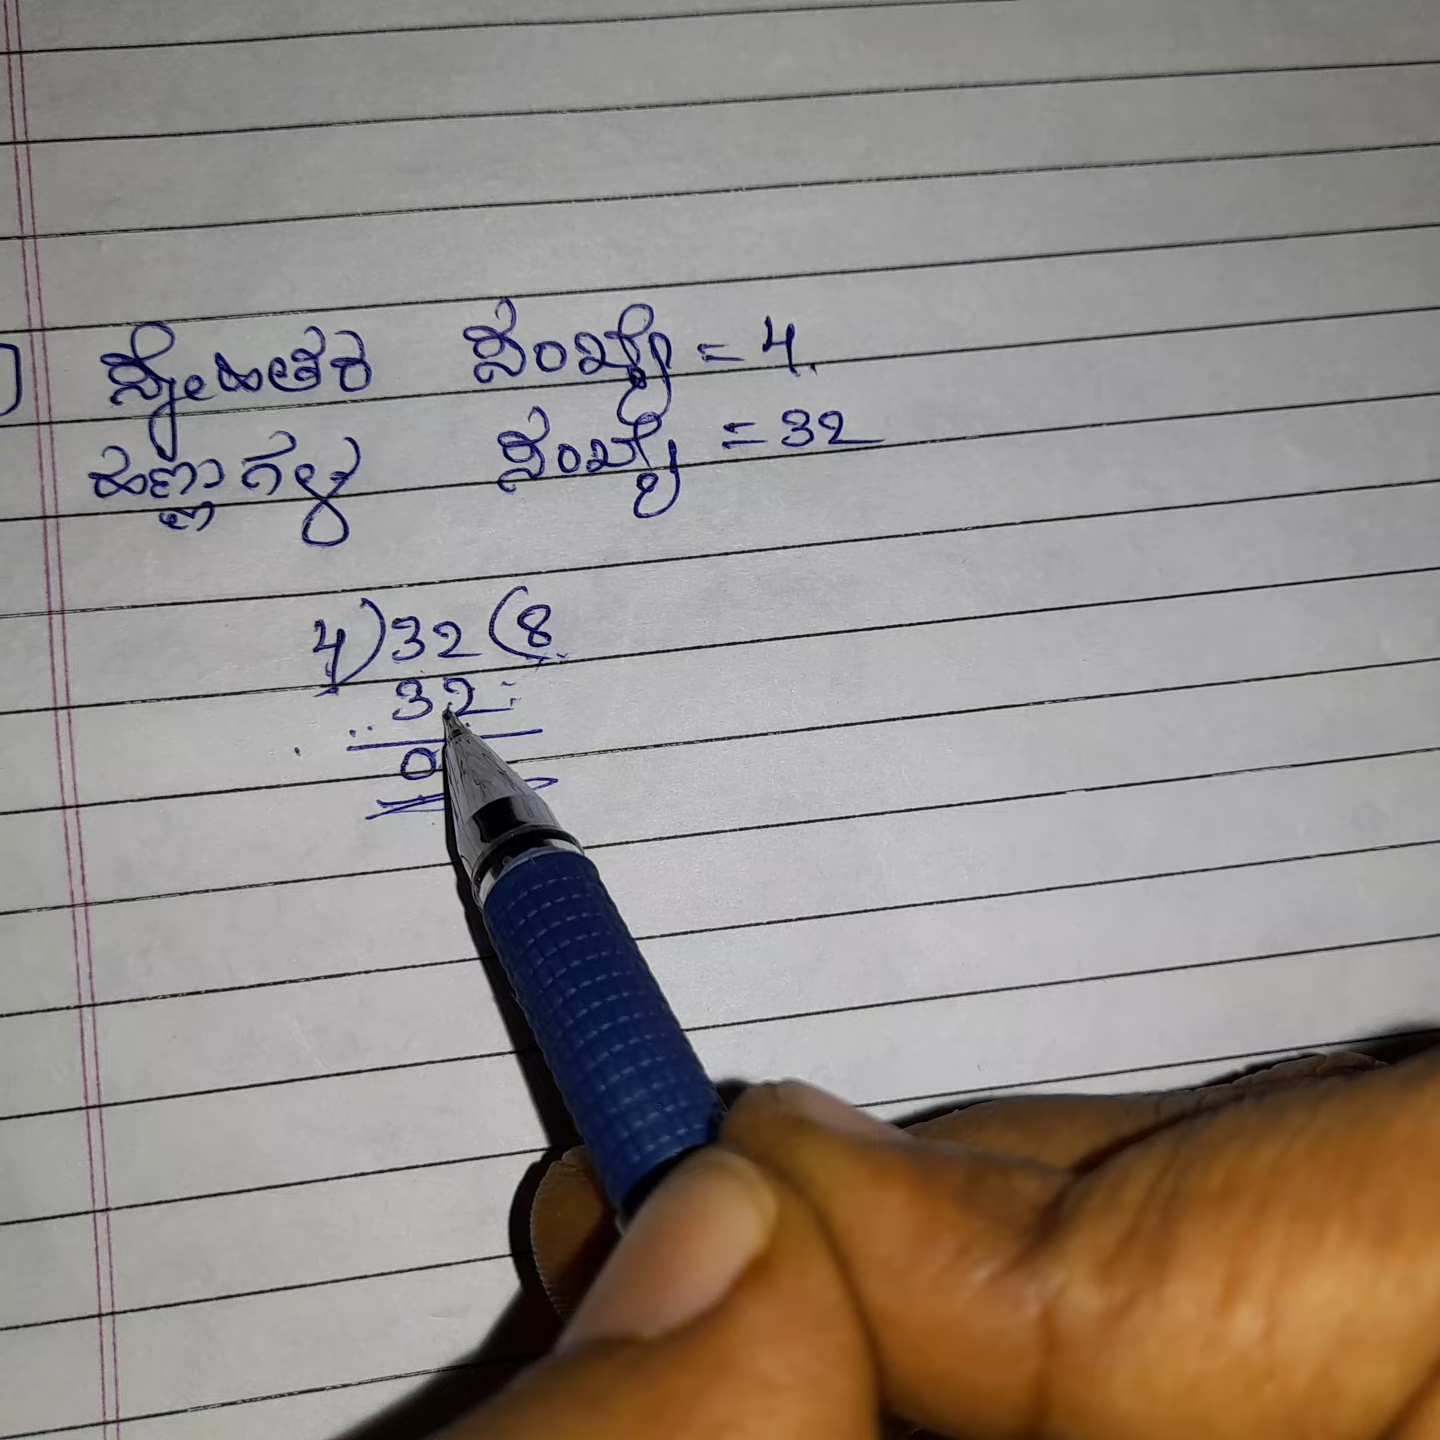 ಸ್ನೇಹಿತರ ಸಂಖ್ಯೆ = 4
ಹಣ್ಣುಗಳ ಸಂಖ್ಯೆ = 32
4)32(8
32
0